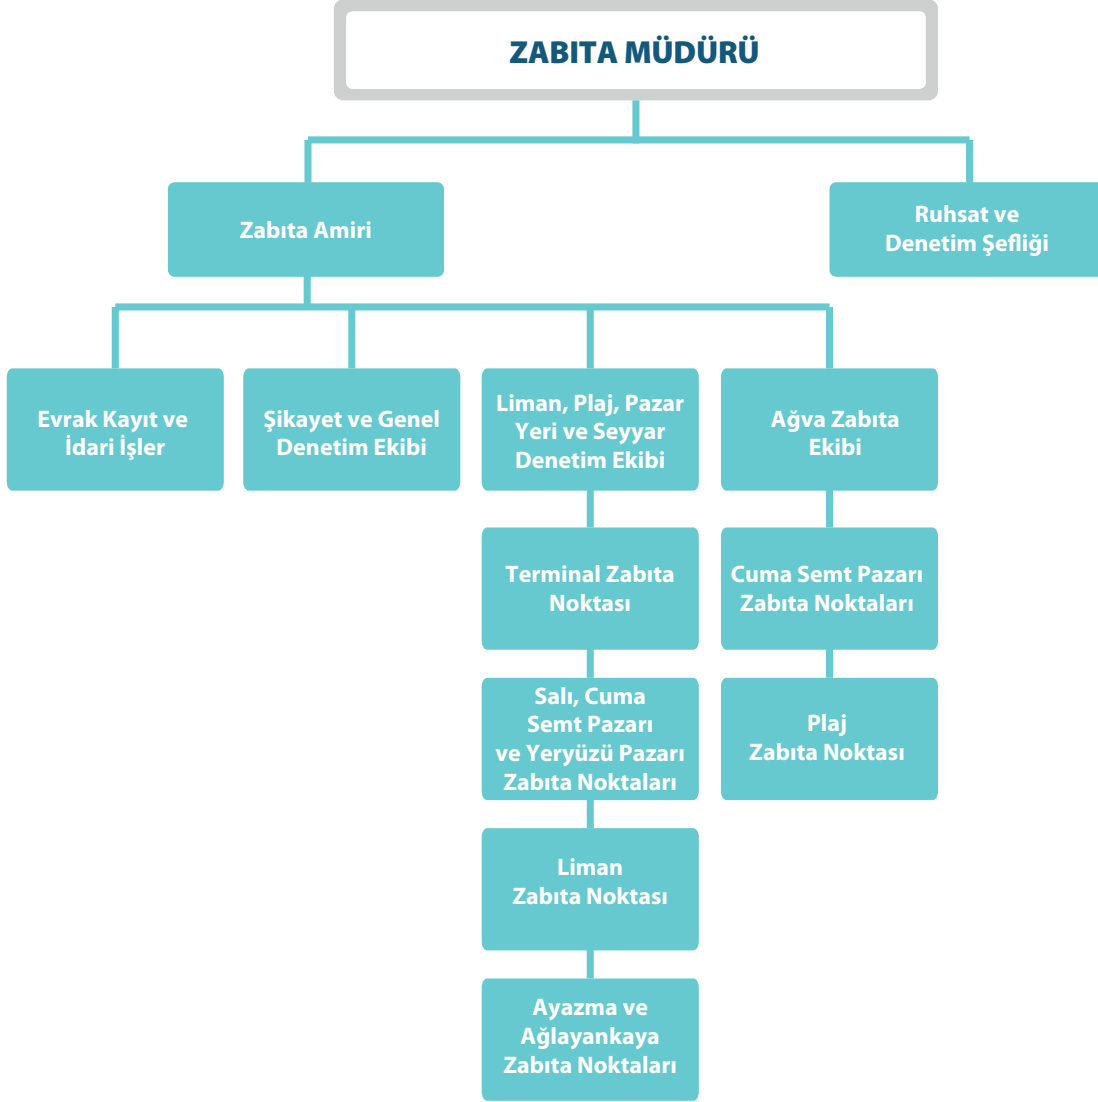 ZABITA MÜDÜRÜ
Zabıta Amiri
Ruhsat ve
Denetim Şefliği
Evrak Kayıt ve
İdari İşler
Şikayet ve Genel
Denetim Ekibi
Liman, Plaj, Pazar
Yeri ve Seyyar
Denetim Ekibi
Ağva Zabıta
Ekibi
Terminal Zabıta
Noktası
Cuma Semt Pazarı
Zabıta Noktaları
Salı, Cuma
Semt Pazarı
ve Yeryüzü Pazarı
Zabıta Noktaları
Plaj
Zabıta Noktası
Liman
Zabıta Noktası
Ayazma ve
Ağlayankaya
Zabıta Noktaları